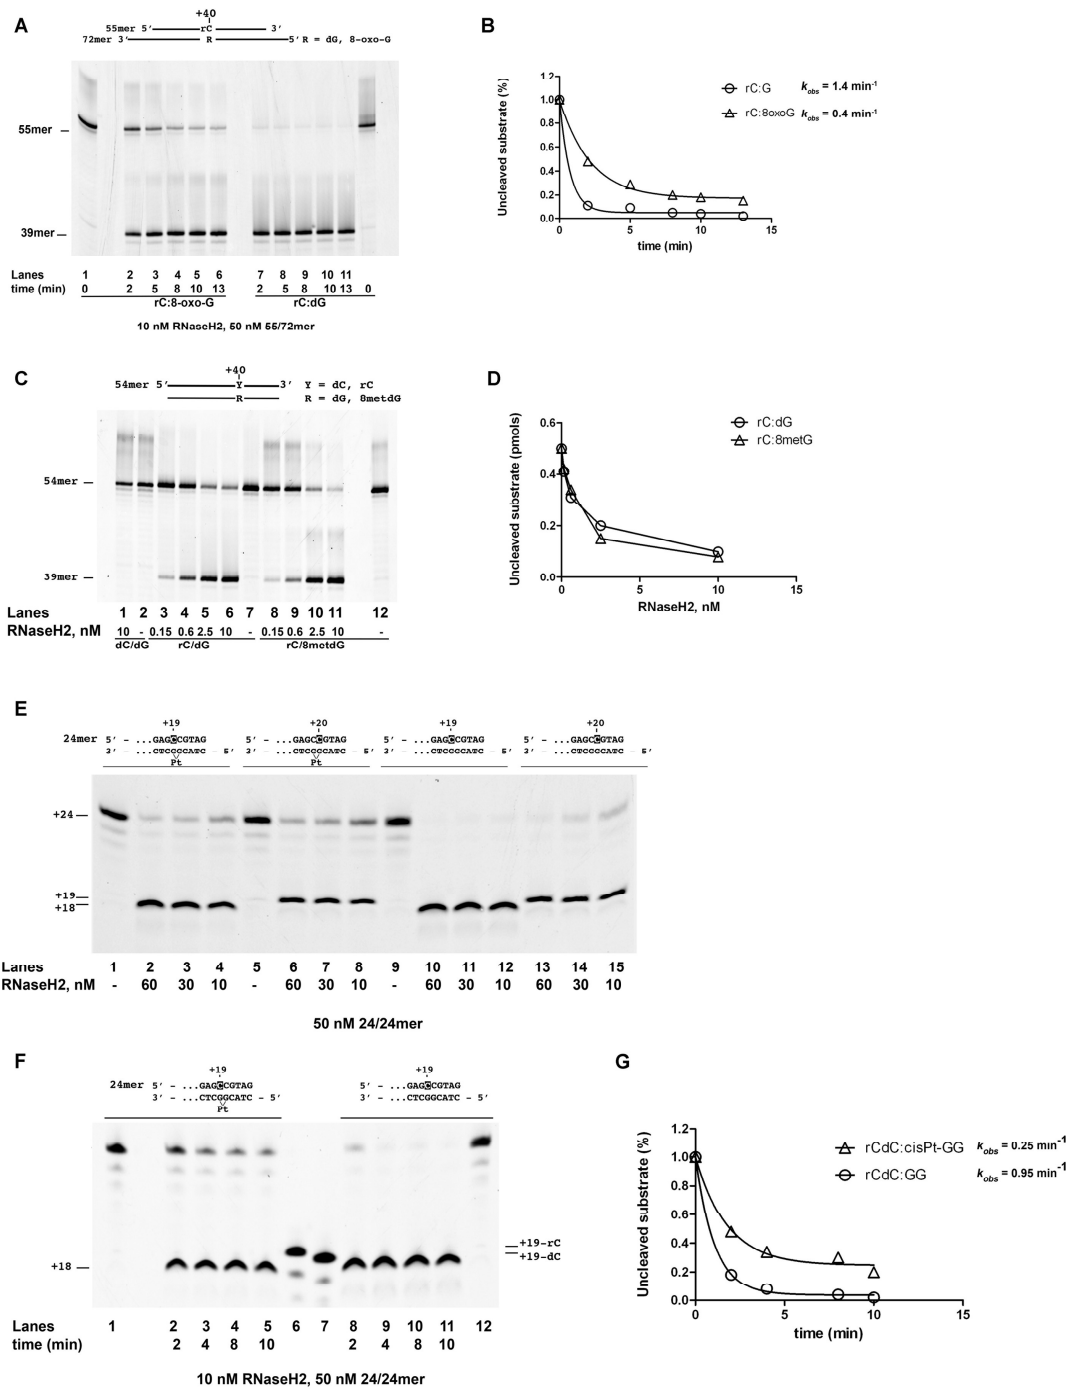 A
+40
55mer 5′ rC 3′
72mer 3′ R 5′ R = dG, 8-oxo-G
55mer
39mer
Lanes 1 2 3 4 5 6 7 8 9 10 11
time (min) 0 2 5 8 10 13 2 5 8 10 13 0
rC:8-oxo-G rC:dG
10 nM RNaseH2, 50 nM 55/72mer
B
Uncleaved substrate (%)
1.2
1.0
0.8
0.6
0.4
0.2
0.0
0 5 10 15
time (min)
rC:G kobs = 1.4 min-1
rC:8oxoG kobs = 0.4 min-1
C
+40
54mer 5′ Y 3′ Y = dC, rC
R R = dG, 8metdG
54mer
39mer
Lanes 1 2 3 4 5 6 7 8 9 10 11 12
RNaseH2, nM 10 - 0.15 0.6 2.5 10 - 0.15 0.6 2.5 10 -
dC/dG rC/dG rC/8metdG
D
Uncleaved substrate (pmols)
0.6
0.4
0.2
0.0
0 5 10 15
RNaseH2, nM
rC:dG
rC:8metG
E
+19 +20 +19 +20
24mer 5′ - ...GAGCCGTAG 5′ - ...GAGCCGTAG 5′ - ...GAGCCGTAG 5′ - ...GAGCCGTAG
...CTCCCCATC - 5′ ...CTCCCCATC - 5′ ...CTCCCCATC - 5′ ...CTCCCCATC - 5′
Pt Pt
+24
+19
+18
Lanes 1 2 3 4 5 6 7 8 9 10 11 12 13 14 15
RNaseH2, nM - 60 30 10 - 60 30 10 - 60 30 10 60 30 10
50 nM 24/24mer
F
+19 +19
24mer 5′ - ...GAGCCGTAG 5′ - ...GAGCCGTAG
3′ - ...CTCGGCATC - 5′ 3′ - ...CTCGGCATC - 5′
Pt
+18
+19-rC
+19-dC
Lanes 1 2 3 4 5 6 7 8 9 10 11 12
time (min) 2 4 8 10 2 4 8 10
10 nM RNaseH2, 50 nM 24/24mer
G
Uncleaved substrate (%)
1.2
1.0
0.8
0.6
0.4
0.2
0.0
0 5 10 15
time (min)
rCdC:cisPt-GG kobs = 0.25 min-1
rCdC:GG kobs = 0.95 min-1